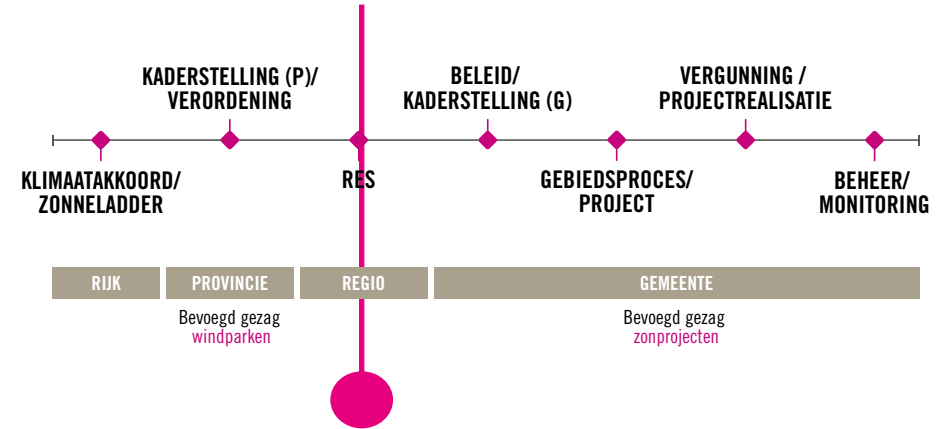 KADERSTELLING (P)/
VERORDENING
BELEID/
KADERSTELLING (G)
VERGUNNING /
PROJECTREALISATIE
KLIMAATAKKOORD/
ZONNELADDER
RES
GEBIEDSPROCES/
PROJECT
BEHEER/
MONITORING
RIJK
PROVINCIE
REGIO
GEMEENTE
Bevoegd gezag
windparken
Bevoegd gezag
zonprojecten